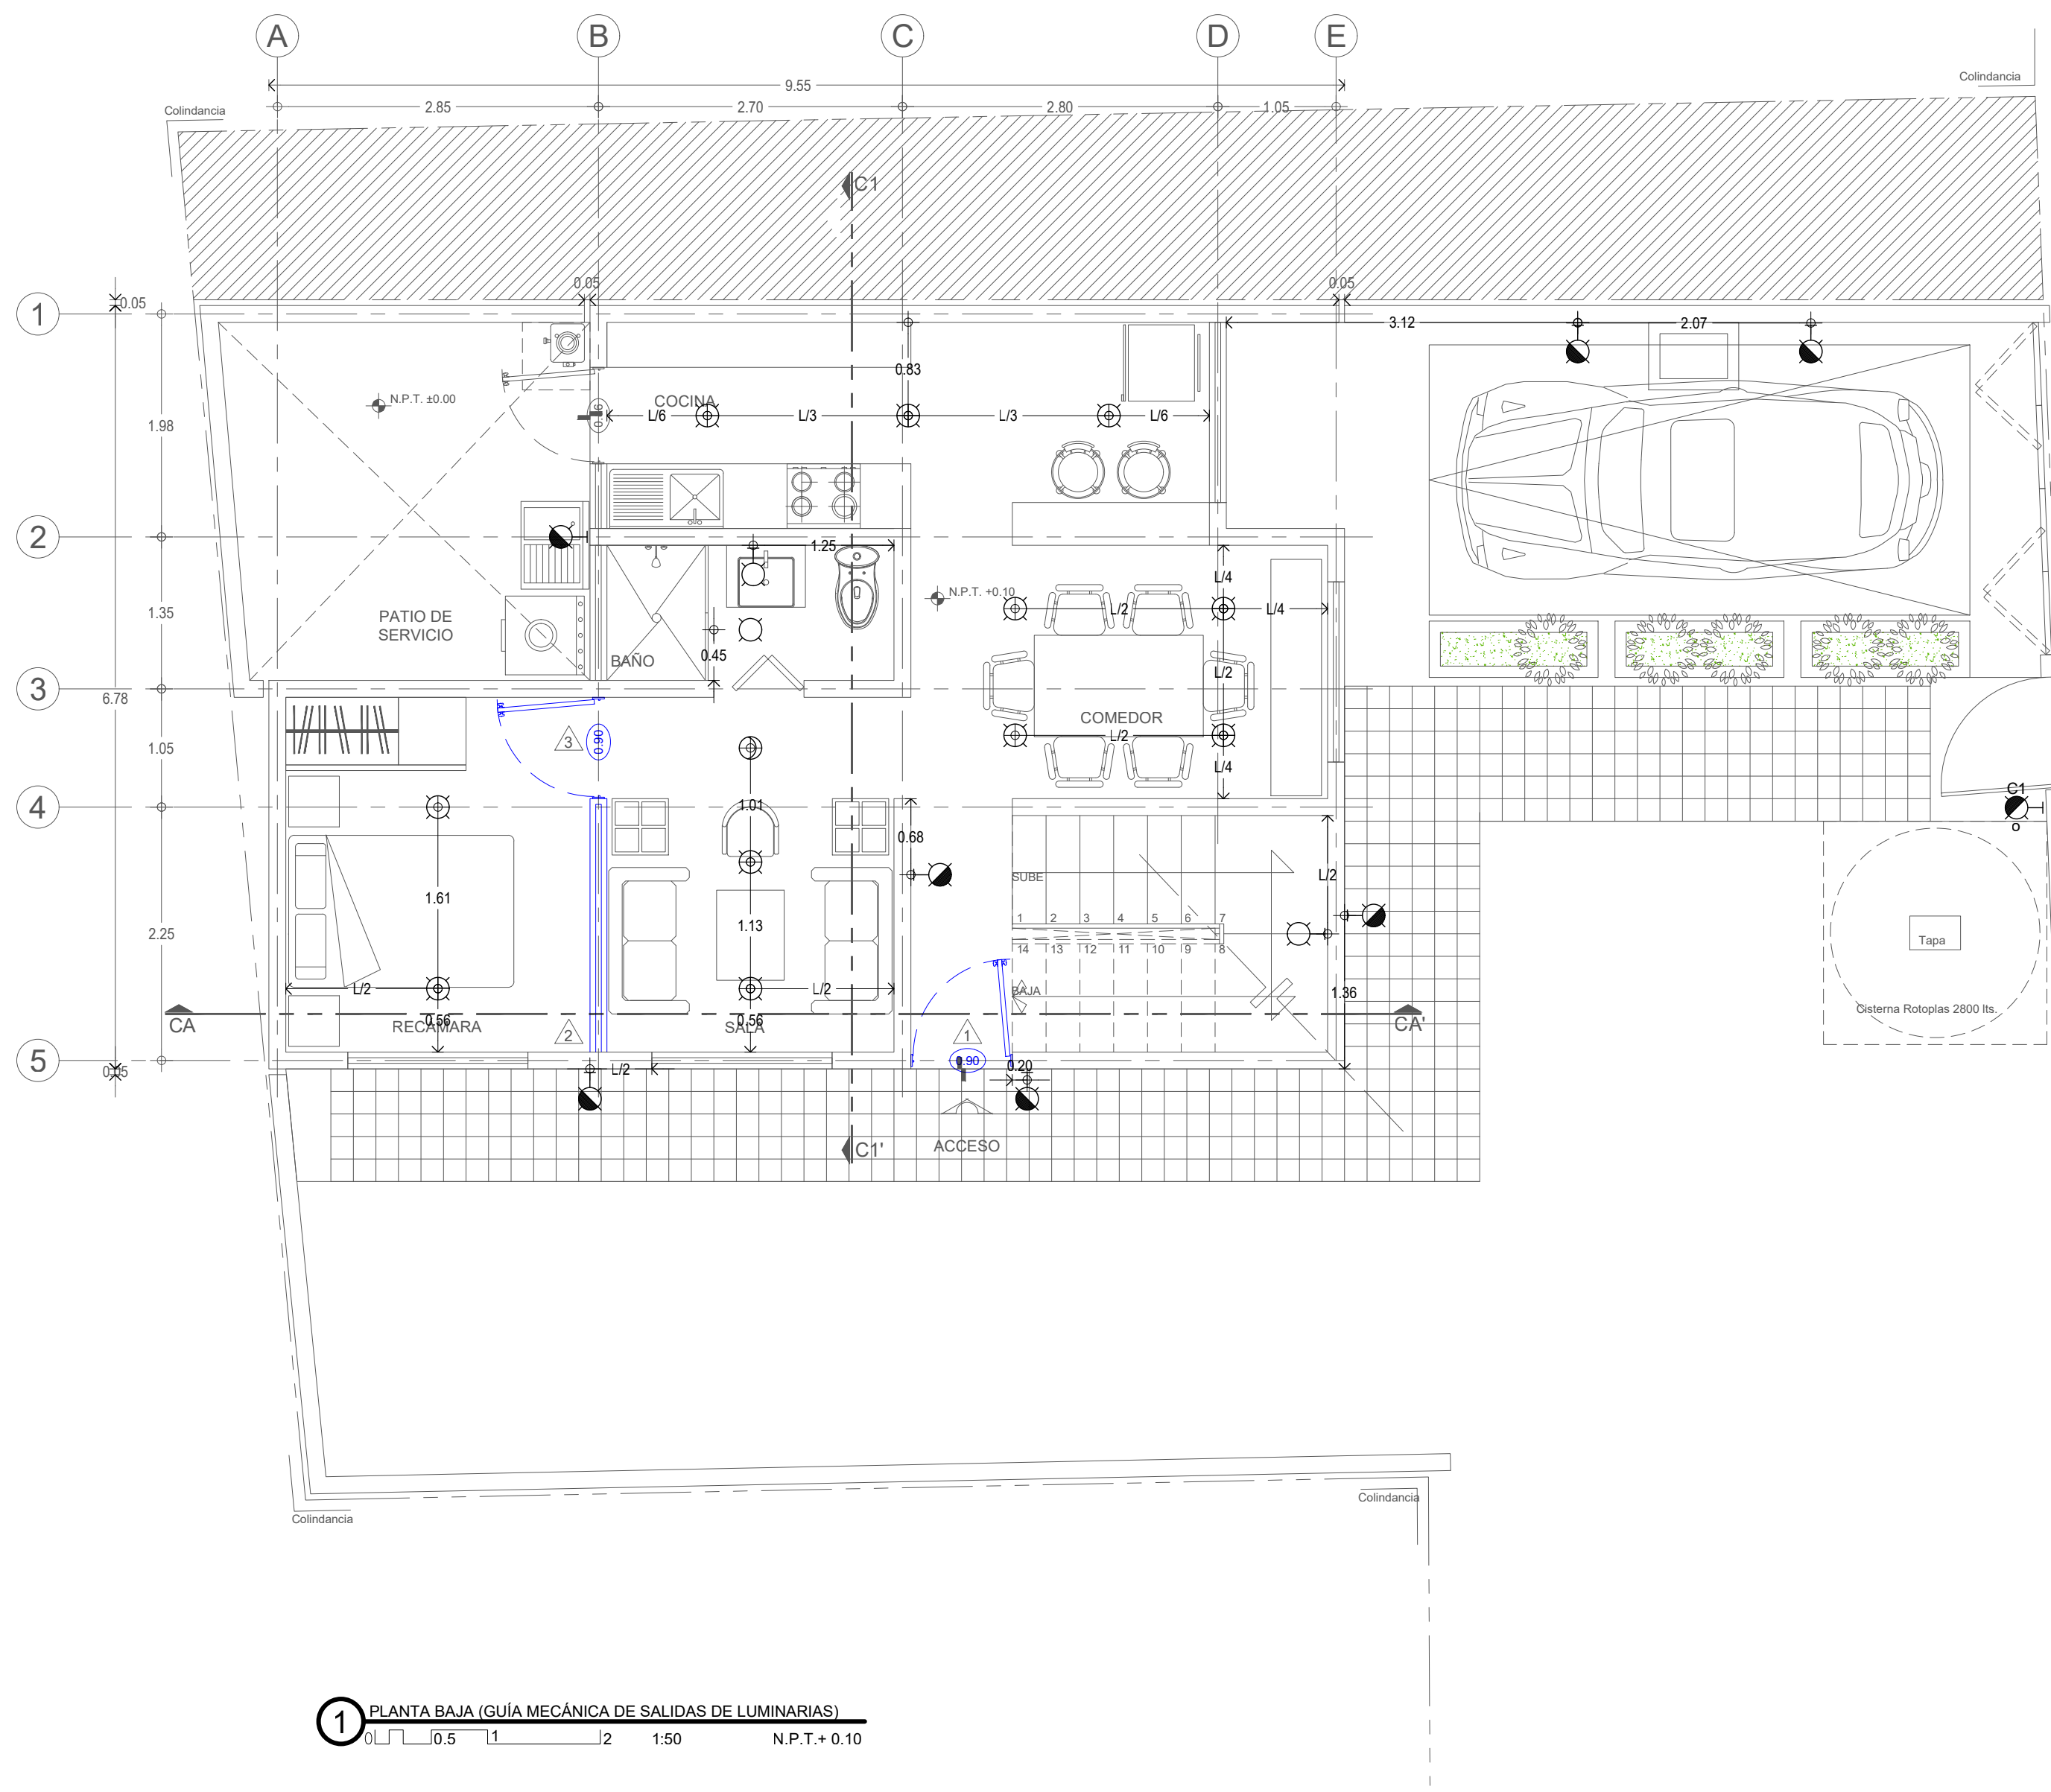 A
B
C
D
E
9.55
2.85
2.70
2.80
1.05
Colindancia
Colindancia
C1
0.05
0.05
0.05
1
3.12
2.07
0.83
N.P.T. ±0.00
COCINA
L/6
L/3
L/3
L/6
1.98
2
1.25
L/4
N.P.T. +0.10
L/2
L/4
1.35
PATIO DE
SERVICIO
BAÑO
0.45
L/2
3
6.78
COMEDOR
L/2
3
0.90
1.05
L/4
C1
4
1.01
0.68
SUBE
L/2
1.61
1.13
1
2
3
4
5
6
7
2.25
14
13
12
11
10
9
8
Tapa
L/2
L/2
BAJA
1.36
Cisterna Rotoplas 2800 lts.
CA
RECAMARA
0.56
SALA
0.56
2
1
CA'
5
0.90
0.05
L/2
0.20
C1'
ACCESO
Colindancia
Colindancia
1
PLANTA BAJA (GUÍA MECÁNICA DE SALIDAS DE LUMINARIAS)
0
0.5
1
2
1:50
N.P.T.+ 0.10